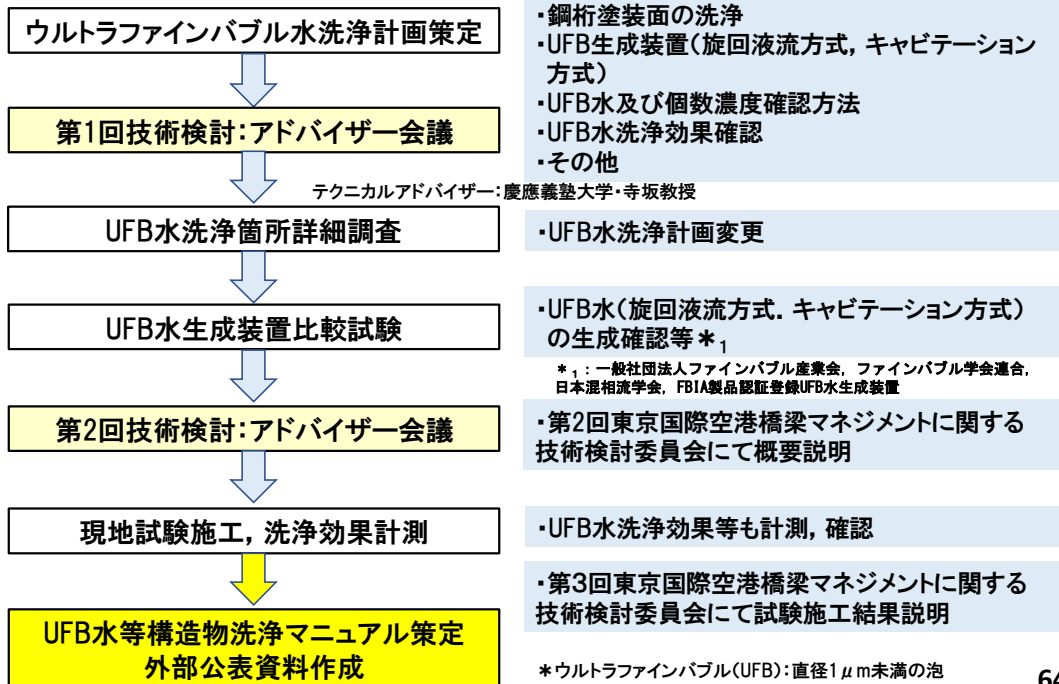 ウルトラファインバブル水洗浄計画策定
・鋼桁塗装面の洗浄
・UFB生成装置(旋回液流方式, キャビテーション
方式)
・UFB水及び個数濃度確認方法
・UFB水洗浄効果確認
・その他
第1回技術検討:アドバイザー会議
テクニカルアドバイザー:慶應義塾大学・寺坂教授
UFB水洗浄箇所詳細調査
・UFB水洗浄計画変更
UFB水生成装置比較試験
・UFB水(旋回液流方式. キャビテーション方式)
の生成確認等*1
*1:一般社団法人ファインバブル産業会, ファインバブル学会連合,
日本混相流学会, FBIA製品認証登録UFB水生成装置
第2回技術検討:アドバイザー会議
・第2回東京国際空港橋梁マネジメントに関する
技術検討委員会にて概要説明
現地試験施工, 洗浄効果計測
・UFB水洗浄効果等も計測, 確認
・第3回東京国際空港橋梁マネジメントに関する
技術検討委員会にて試験施工結果説明
UFB水等構造物洗浄マニュアル策定
外部公表資料作成
*ウルトラファインバブル(UFB):直径1μm未満の泡